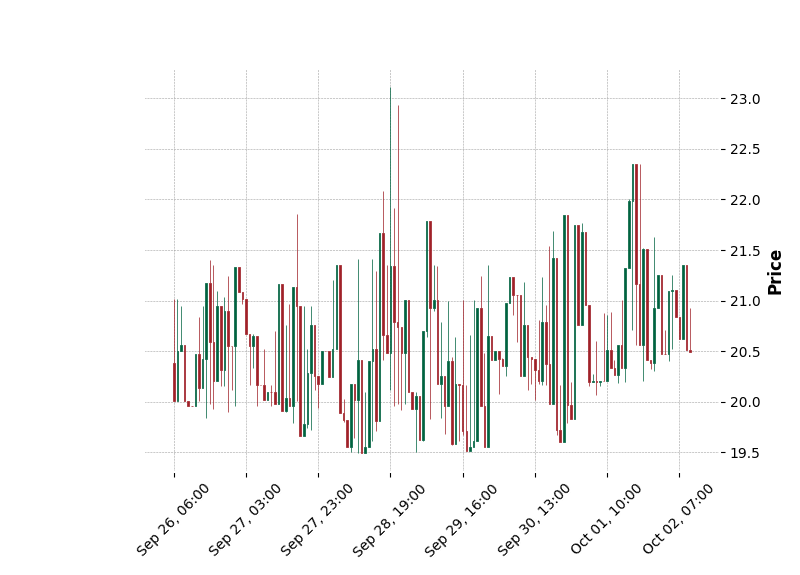 23.0
22.5
22.0
21.5
21.0
20.5
20.0
19.5
Price
Sep 26, 06:00
Sep 27, 03:00
Sep 27, 23:00
Sep 28, 19:00
Sep 29, 16:00
Sep 30, 13:00
Oct 01, 10:00
Oct 02, 07:00